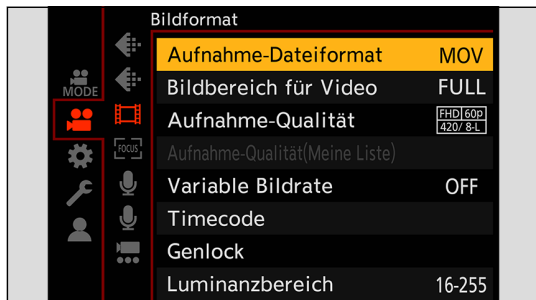 Bildformat
MODE
FOCUS
Aufnahme-Dateiformat MOV
Bildbereich für Video FULL
Aufnahme-Qualität FHD 60p 420/ 8-L
Aufnahme-Qualität(Meine Liste)
Variable Bildrate OFF
Timecode
Genlock
Luminanzbereich 16-255